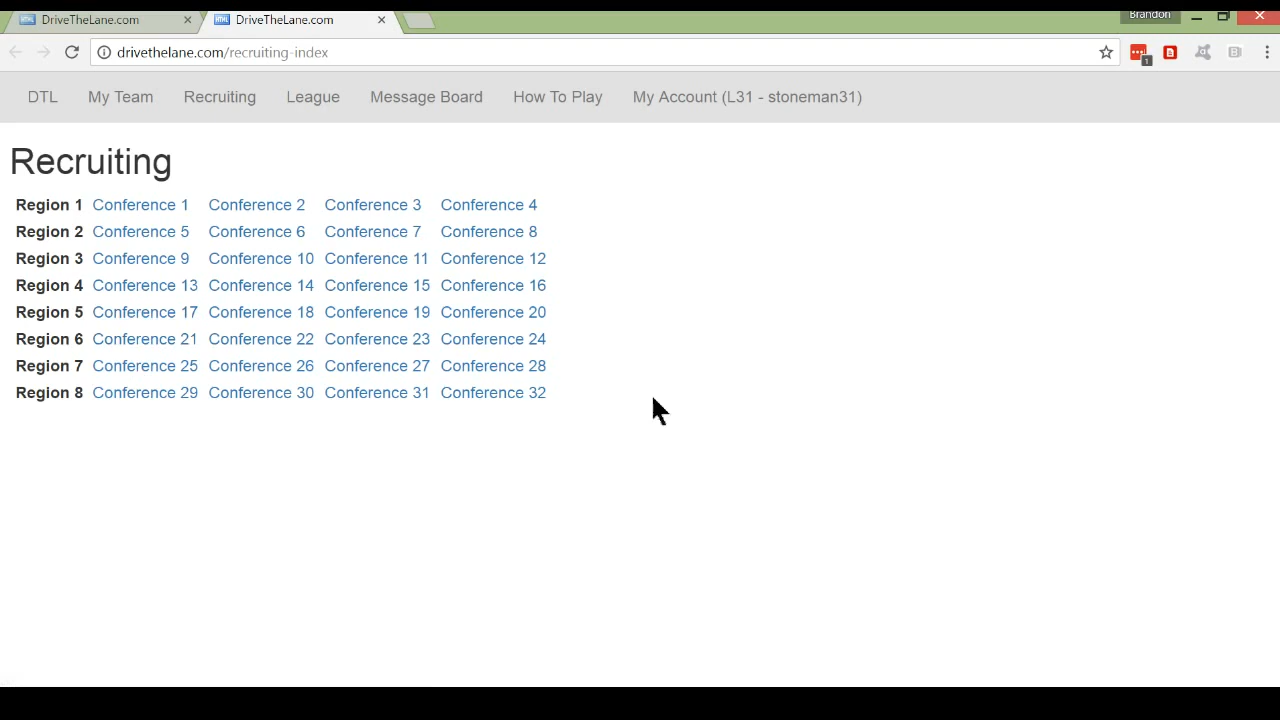 DriveTheLane.com
DriveTheLane.com
Brandon
drivethelane.com/recruiting-index
1
DTL My Team Recruiting League Message Board How To Play My Account (L31 - stoneman31)
Recruiting
Region 1 Conference 1 Conference 2 Conference 3 Conference 4
Region 2 Conference 5 Conference 6 Conference 7 Conference 8
Region 3 Conference 9 Conference 10 Conference 11 Conference 12
Region 4 Conference 13 Conference 14 Conference 15 Conference 16
Region 5 Conference 17 Conference 18 Conference 19 Conference 20
Region 6 Conference 21 Conference 22 Conference 23 Conference 24
Region 7 Conference 25 Conference 26 Conference 27 Conference 28
Region 8 Conference 29 Conference 30 Conference 31 Conference 32